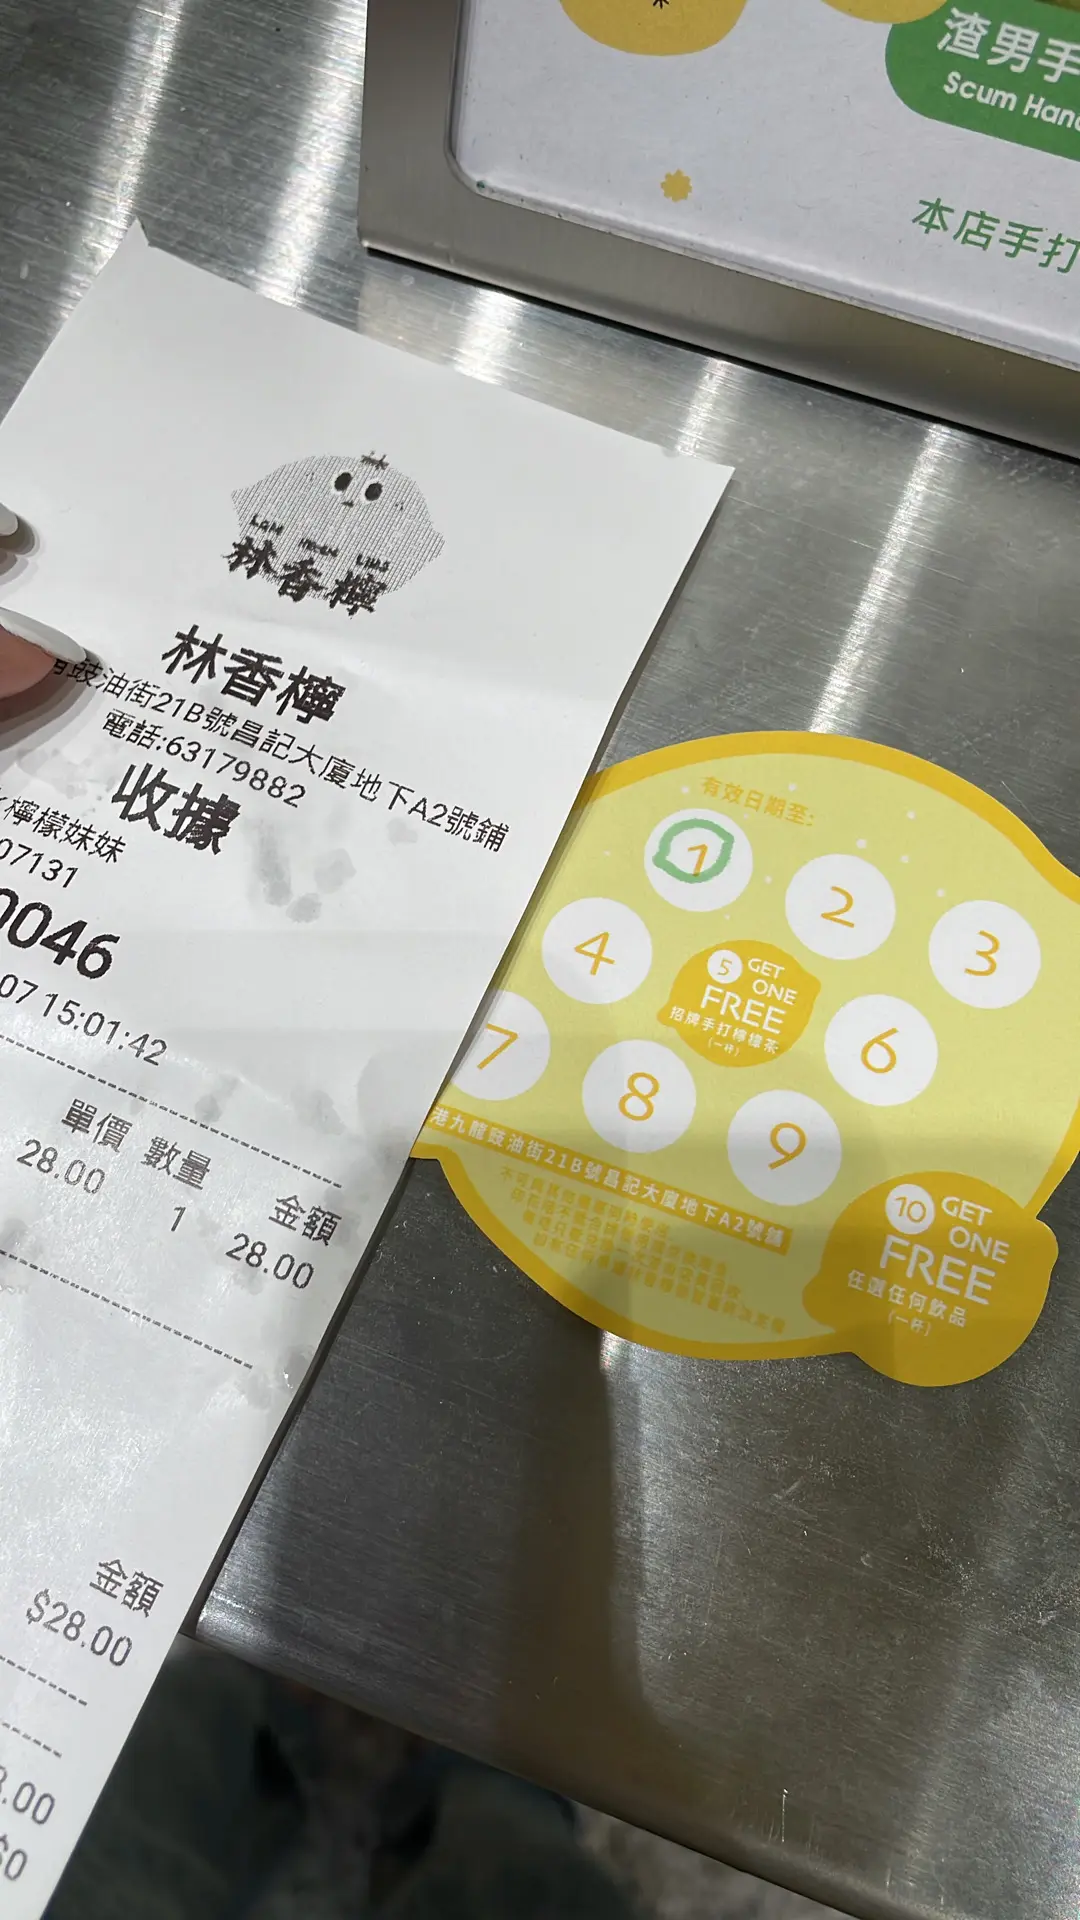 渣男手
Scum Hand
本店手打
林香檸
林香檸
豉油街21B號昌記大廈地下A2號鋪
電話:63179882
收據
檸檬妹妹
07131
0046
07 15:01:42
單價 數量 金額
28.00 1 28.00
金額
$28.00
.00
$0
有效日期至:
1
2
3
4
5 GET
ONE
FREE
招牌手打檸檬茶
(一杯)
6
7
8
9
港九龍豉油街21B號昌記大廈地下A2號舖
10 GET
ONE
FREE
任選任何飲品
(一杯)